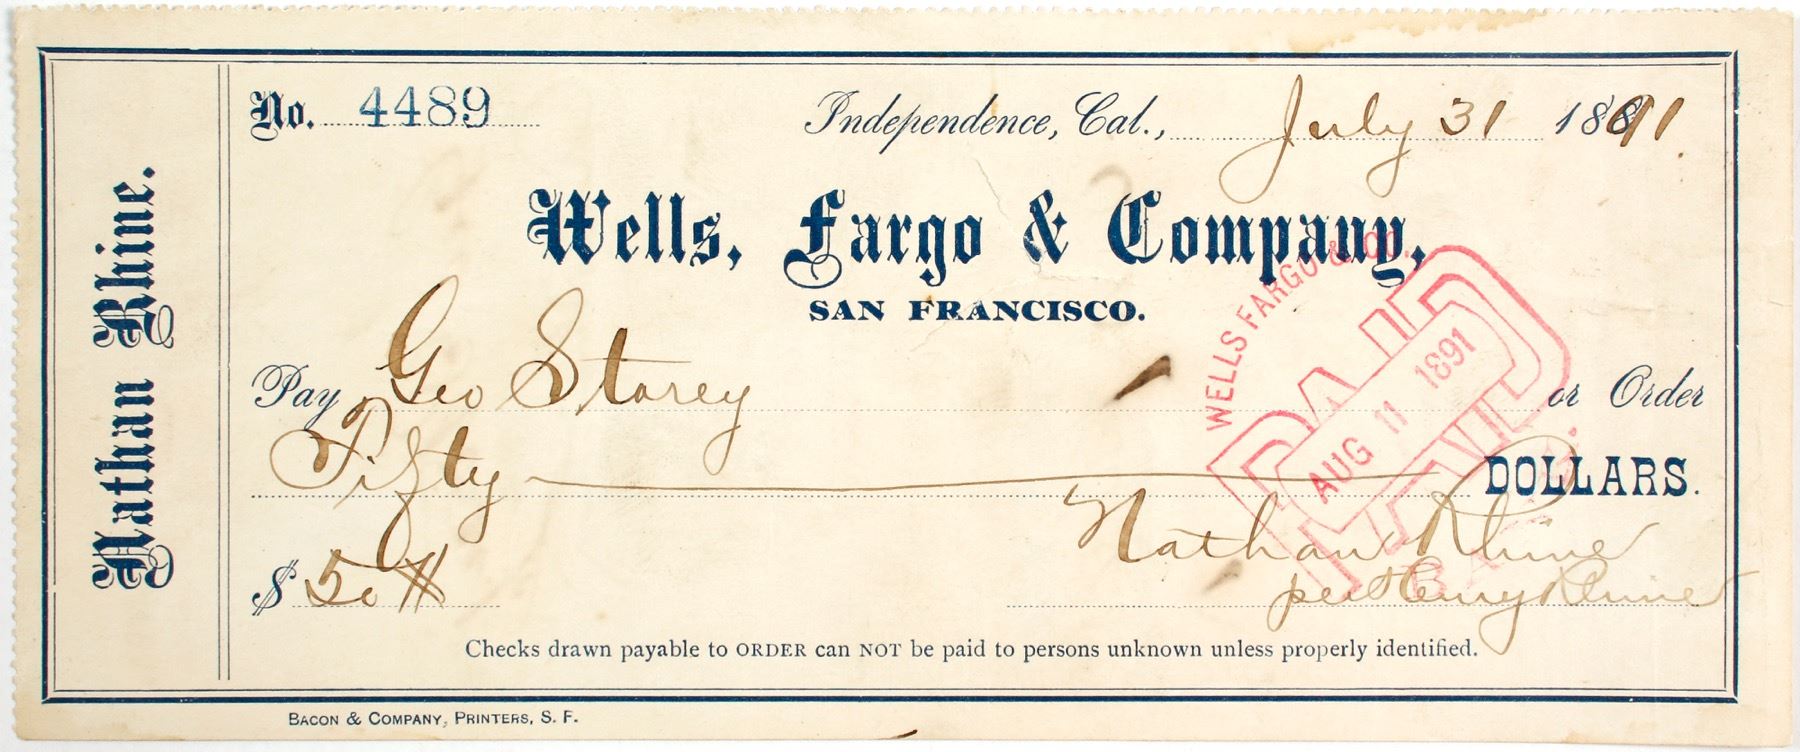 Nathan Rhine.
No. 4489
Independence, Cal., July 31 1891.
Wells, Fargo & Company,
SAN FRANCISCO.
Pay Geo Storey or Order
Fifty DOLLARS.
$ 50
Nathan Rhine
per Henry Rhine
WELLS FARGO & CO.
PAID
AUG 11 1891
BANK
Checks drawn payable to ORDER can NOT be paid to persons unknown unless properly identified.
BACON & COMPANY, PRINTERS, S. F.